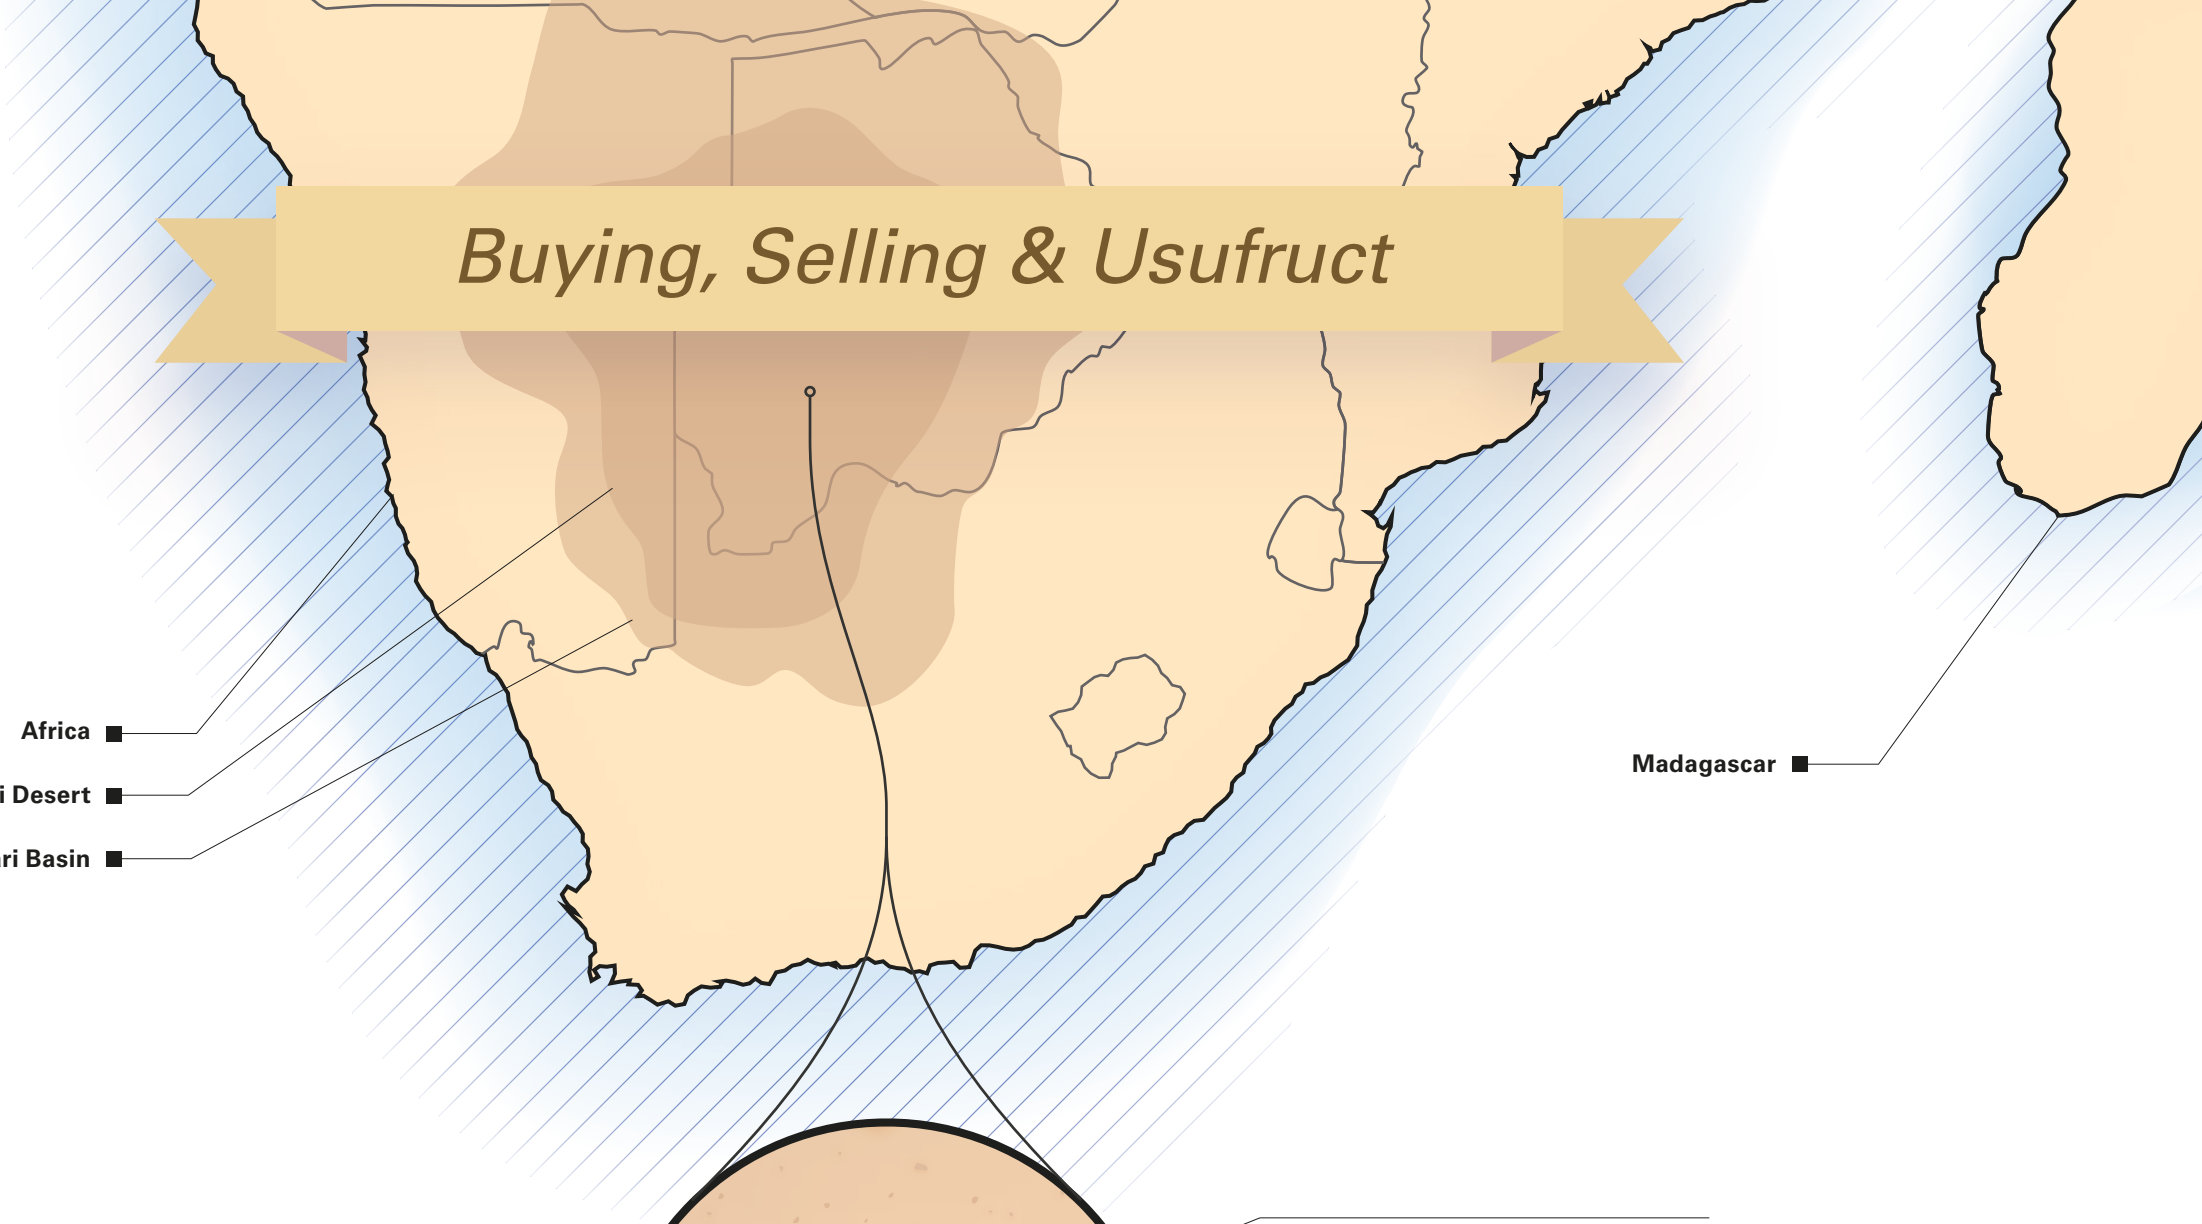 Buying, Selling & Usufruct
Africa
i Desert
Madagascar
ri Basin